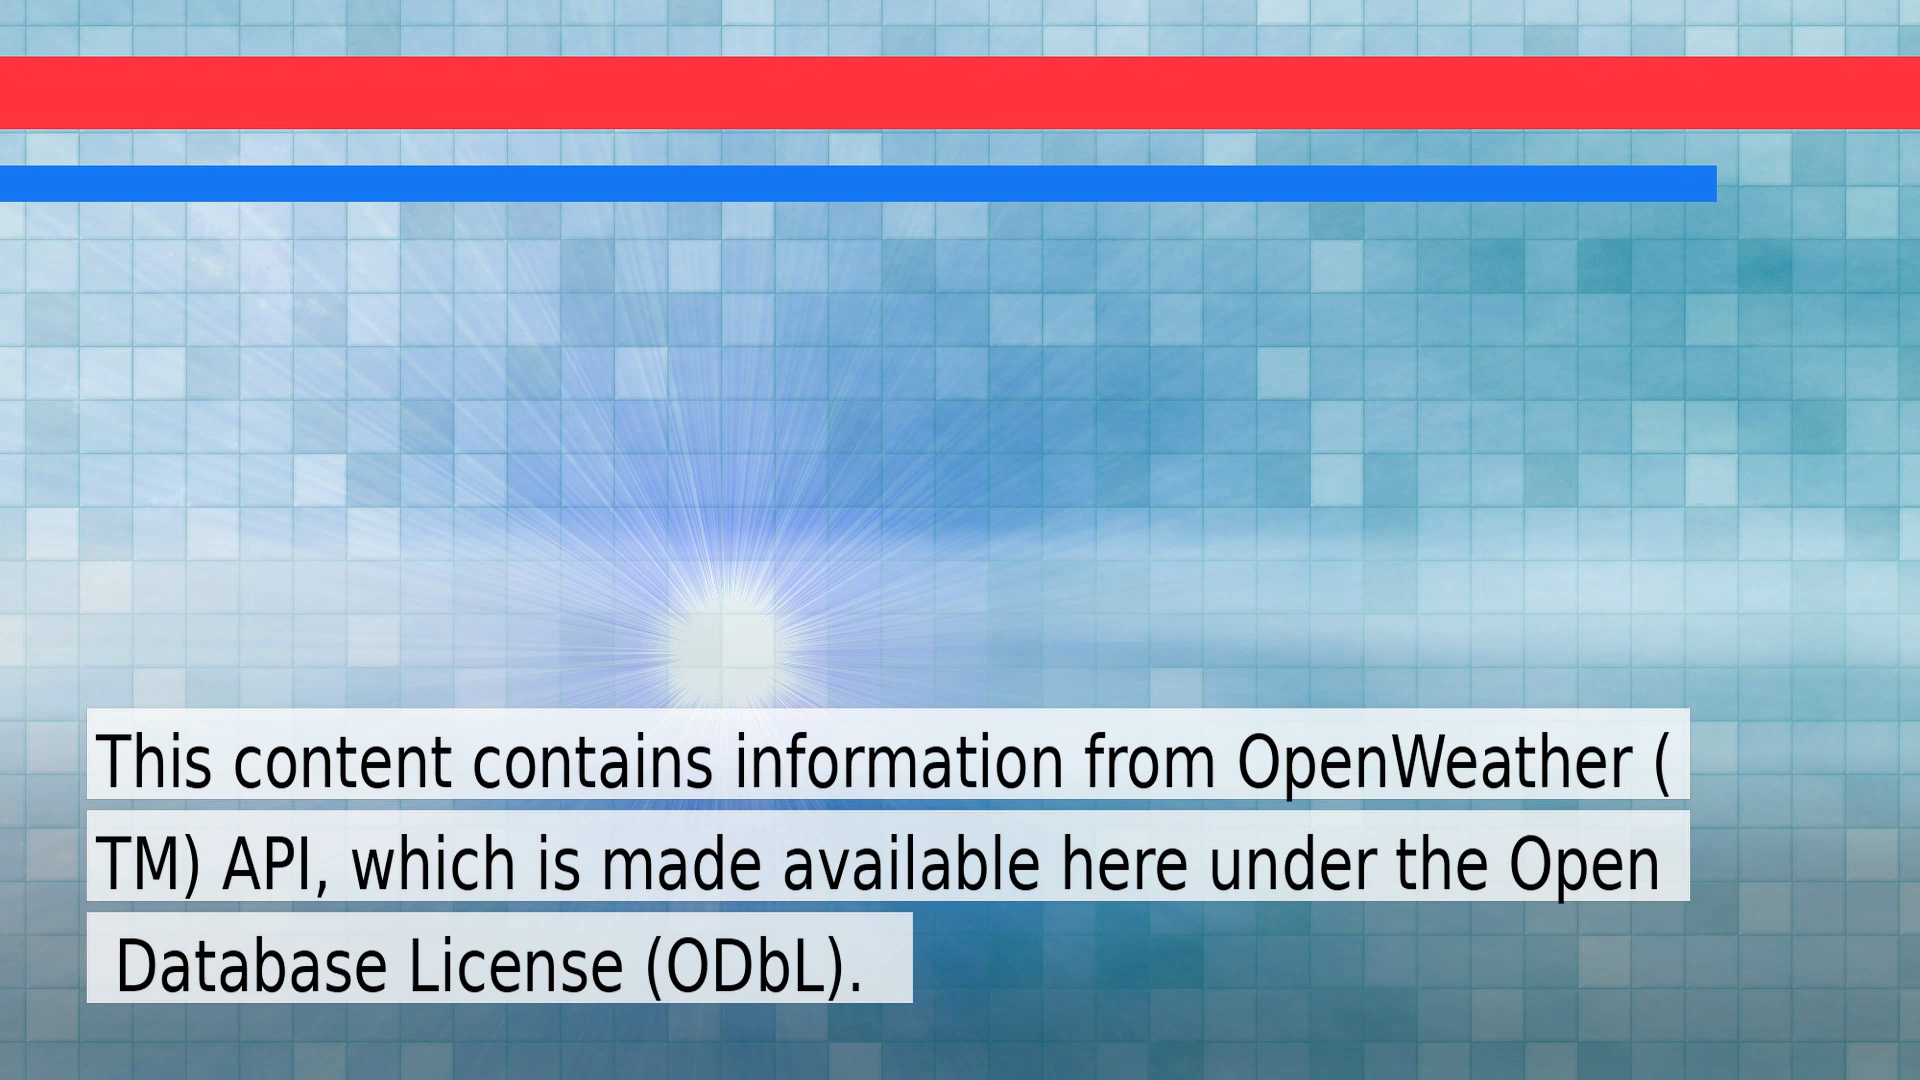 This content contains information from OpenWeather (
TM) API, which is made available here under the Open
Database License (ODbL).